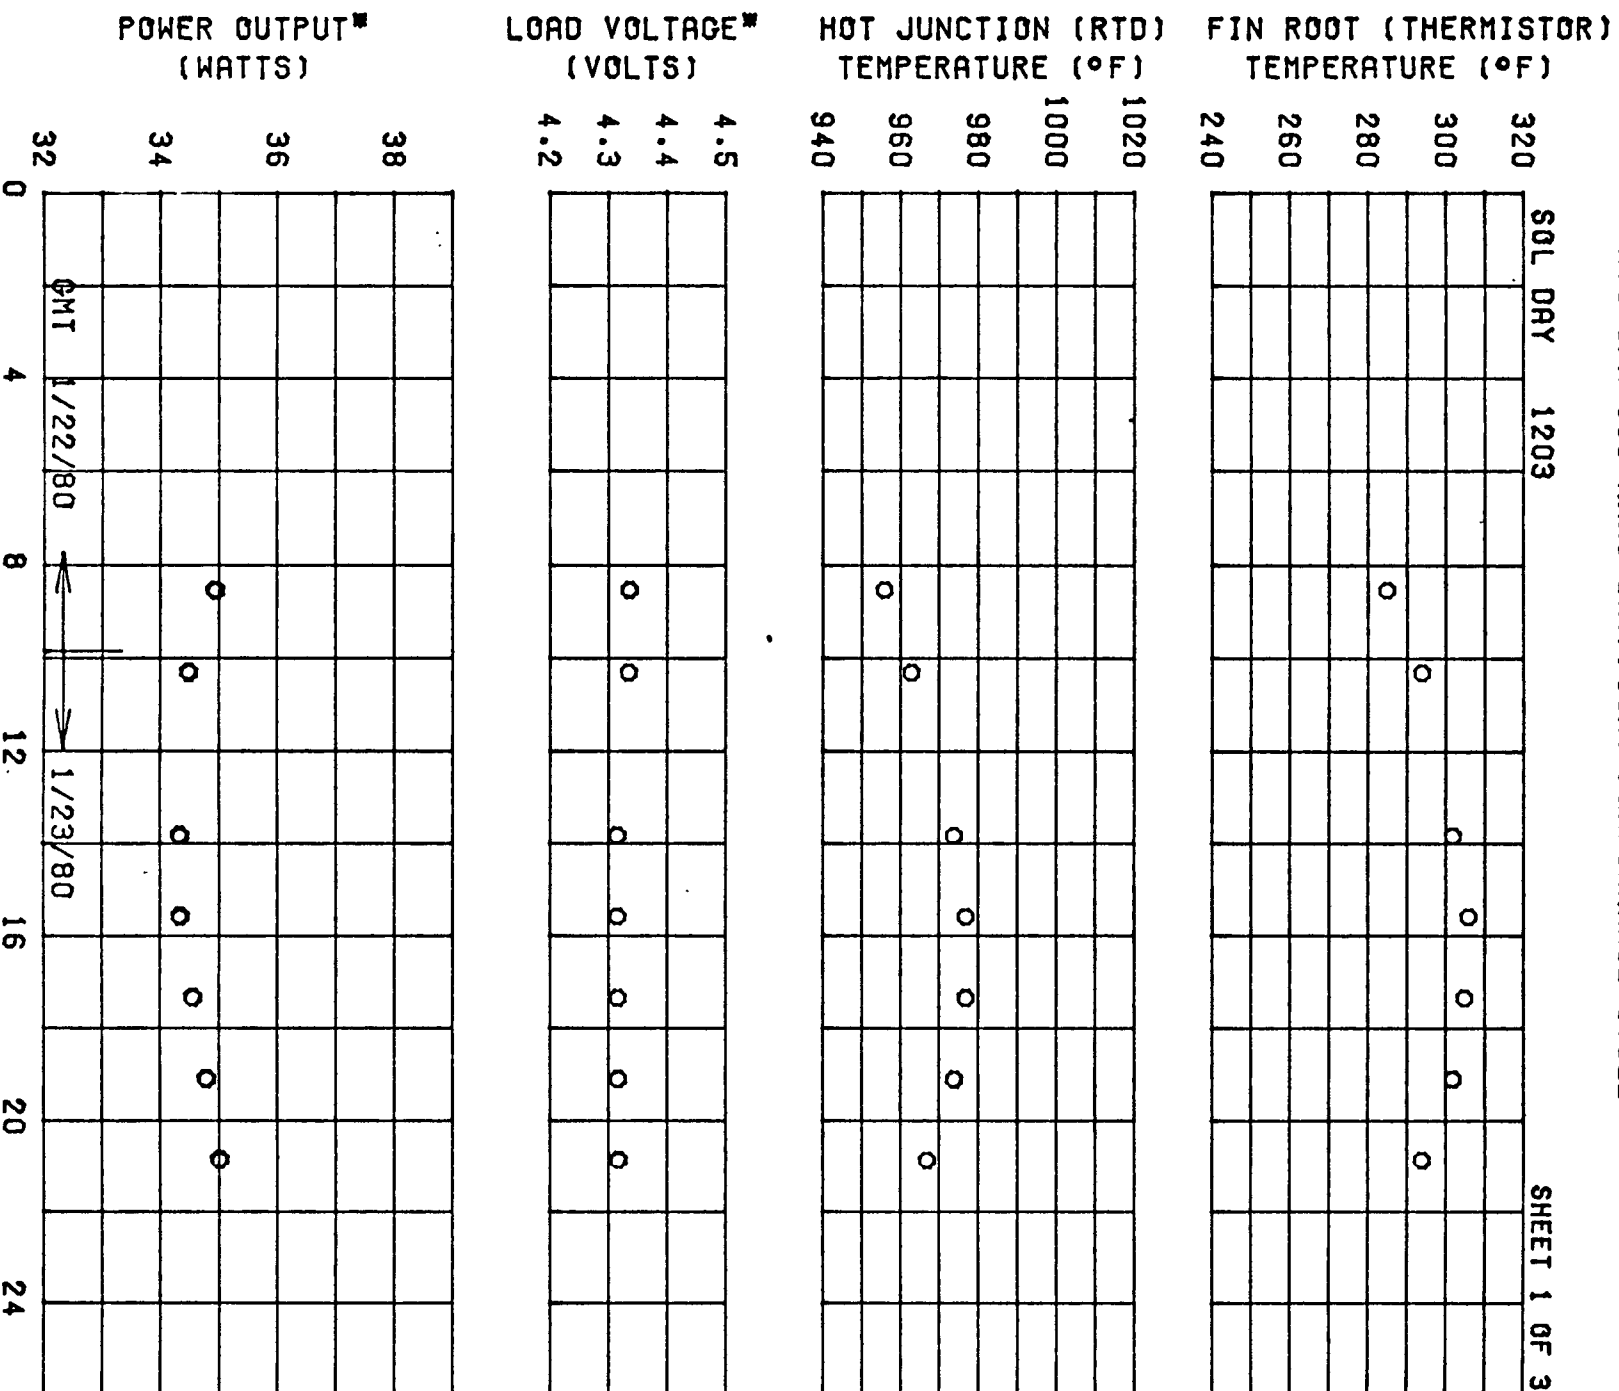 POWER OUTPUT*
(WATTS)
LOAD VOLTAGE*
(VOLTS)
HOT JUNCTION (RTD)
TEMPERATURE (°F)
FIN ROOT (THERMISTOR)
TEMPERATURE (°F)
32
34
36
38
4.2
4.3
4.4
4.5
940
960
980
1000
1020
240
260
280
300
320
SOL DAY 1203
SHEET 1 OF 3
GMT 1/22/80
1/23/80
0
4
8
12
16
20
24